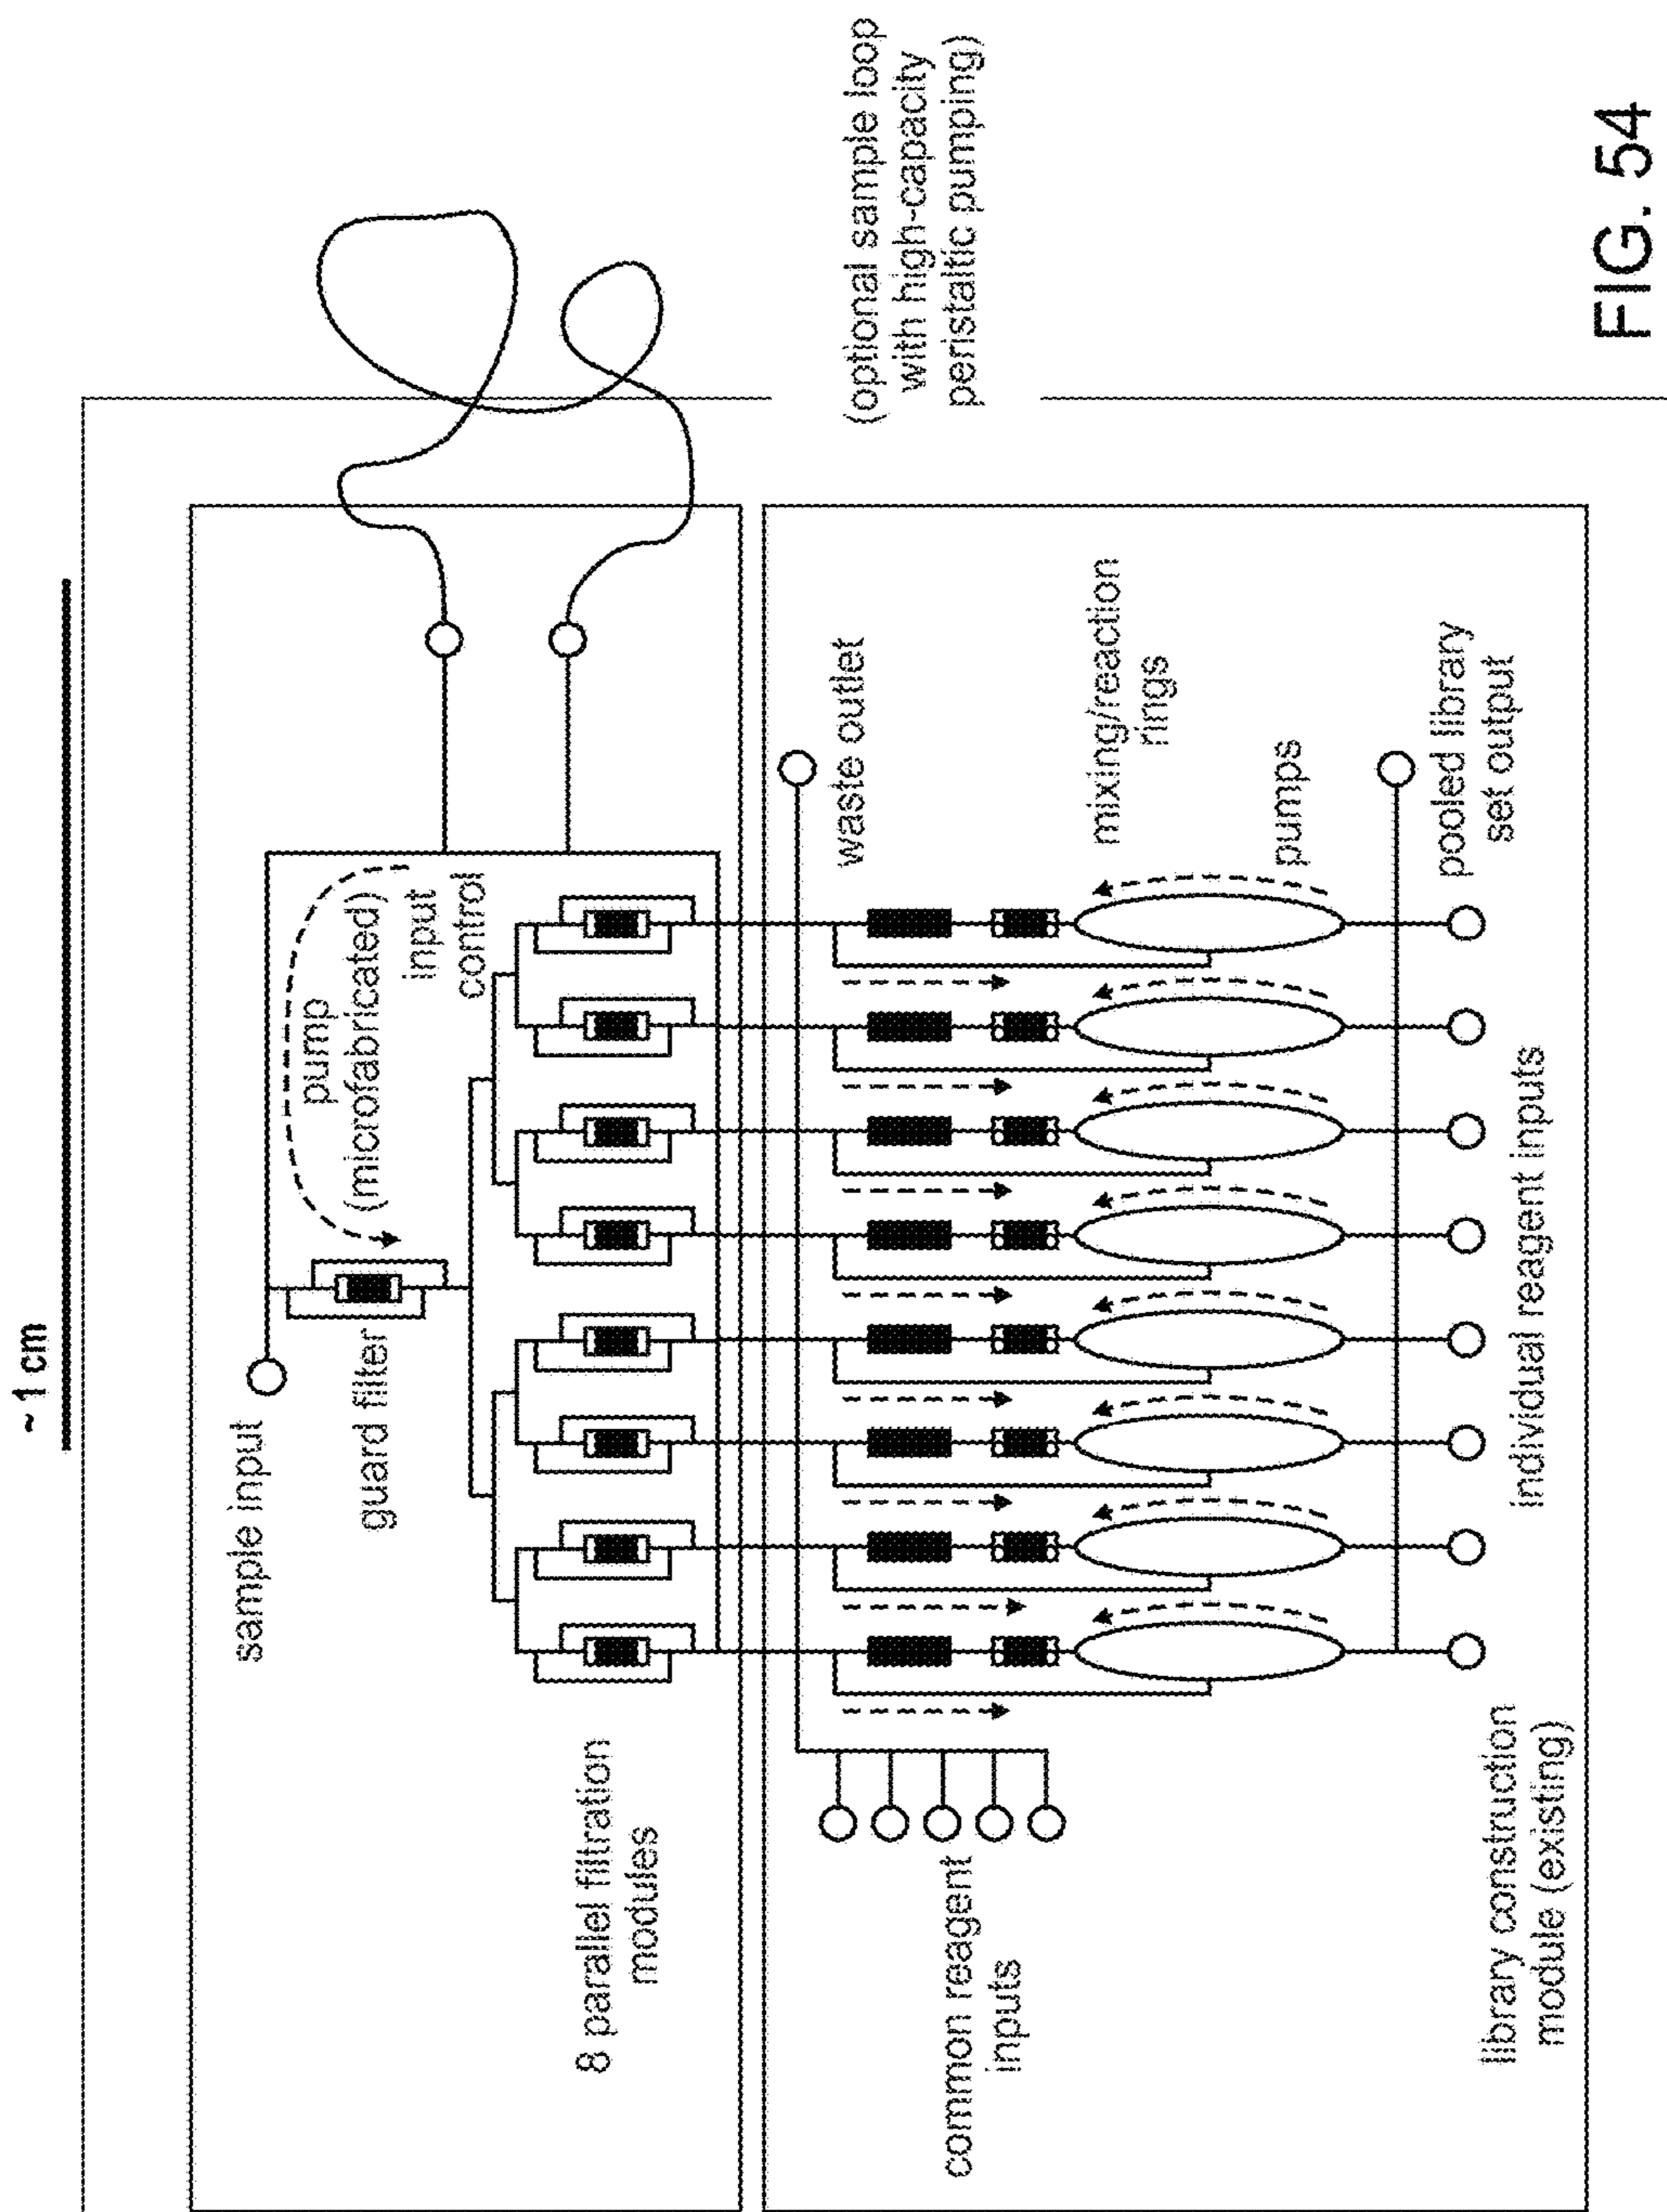 ~1 cm
sample input
guard filter
pump
(microfabricated)
input
control
8 parallel filtration
modules
(optional sample loop
with high-capacity
peristaltic pumping)
waste outlet
common reagent
inputs
mixing/reaction
rings
pumps
pooled library
set output
individual reagent inputs
library construction
module (existing)
FIG. 54